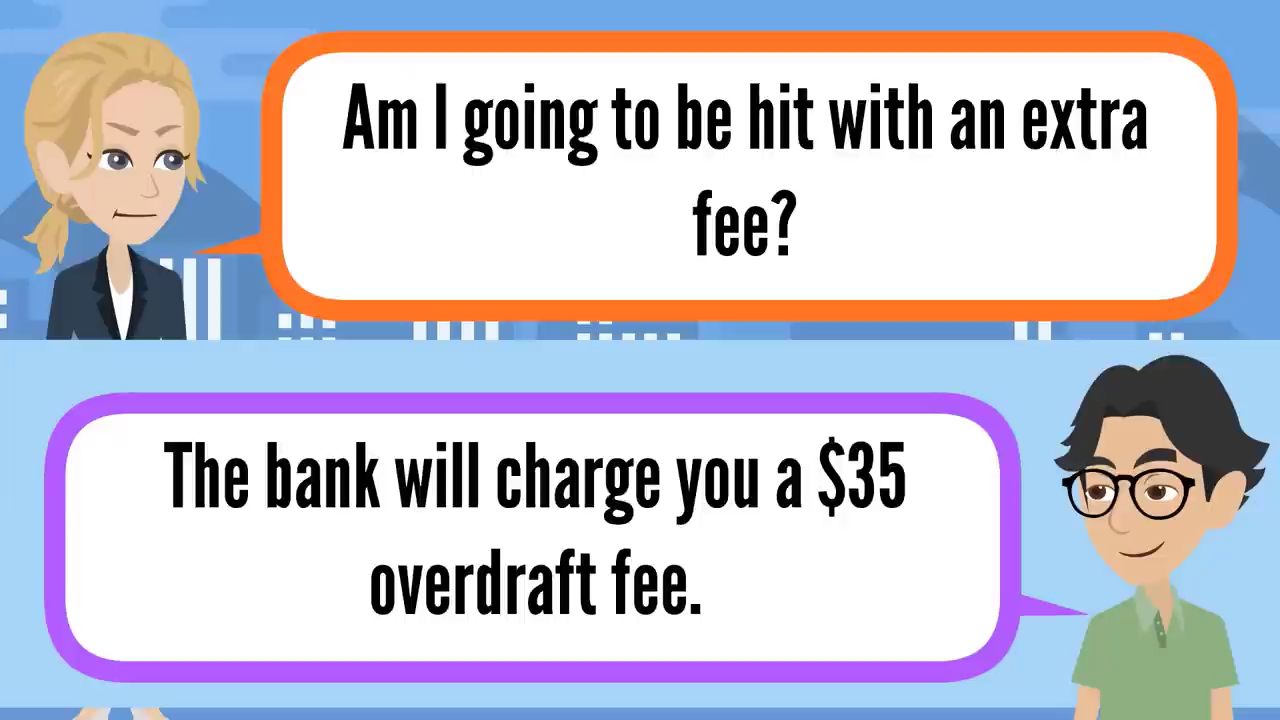 Am I going to be hit with an extra
fee?
The bank will charge you a $35
overdraft fee.